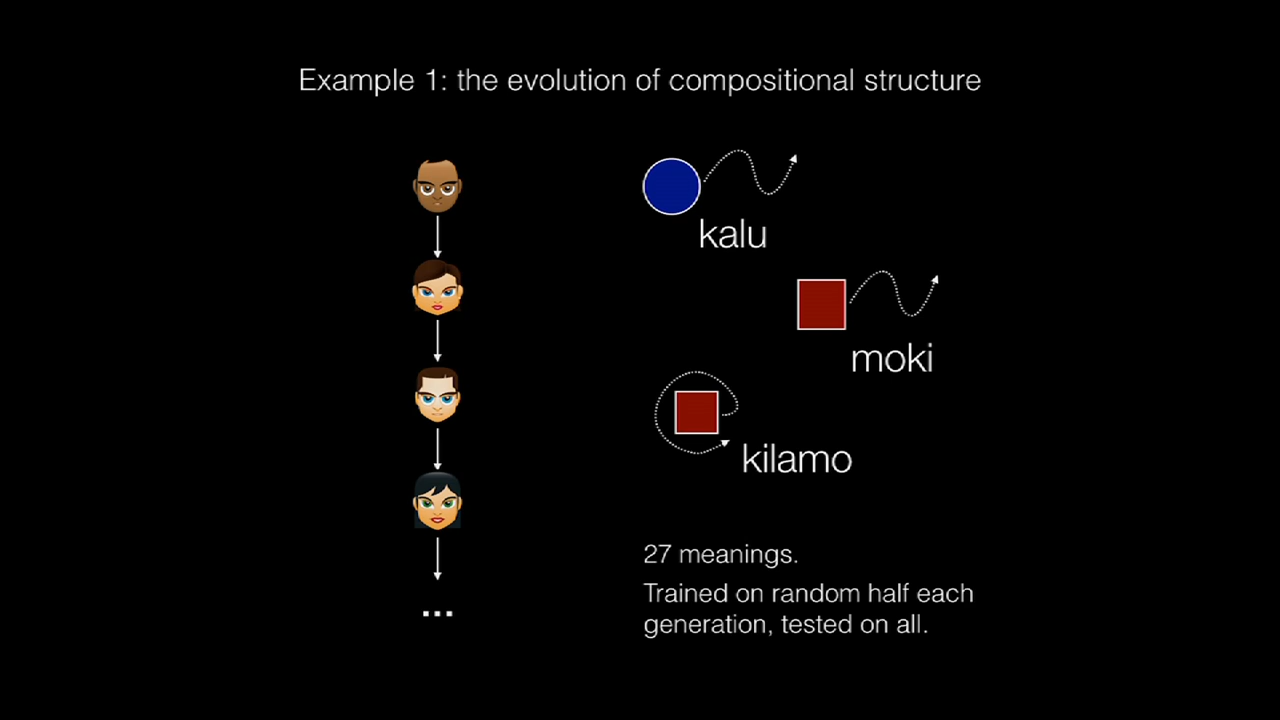 Example 1: the evolution of compositional structure
kalu
moki
kilamo
27 meanings.
Trained on random half each
generation, tested on all.
...